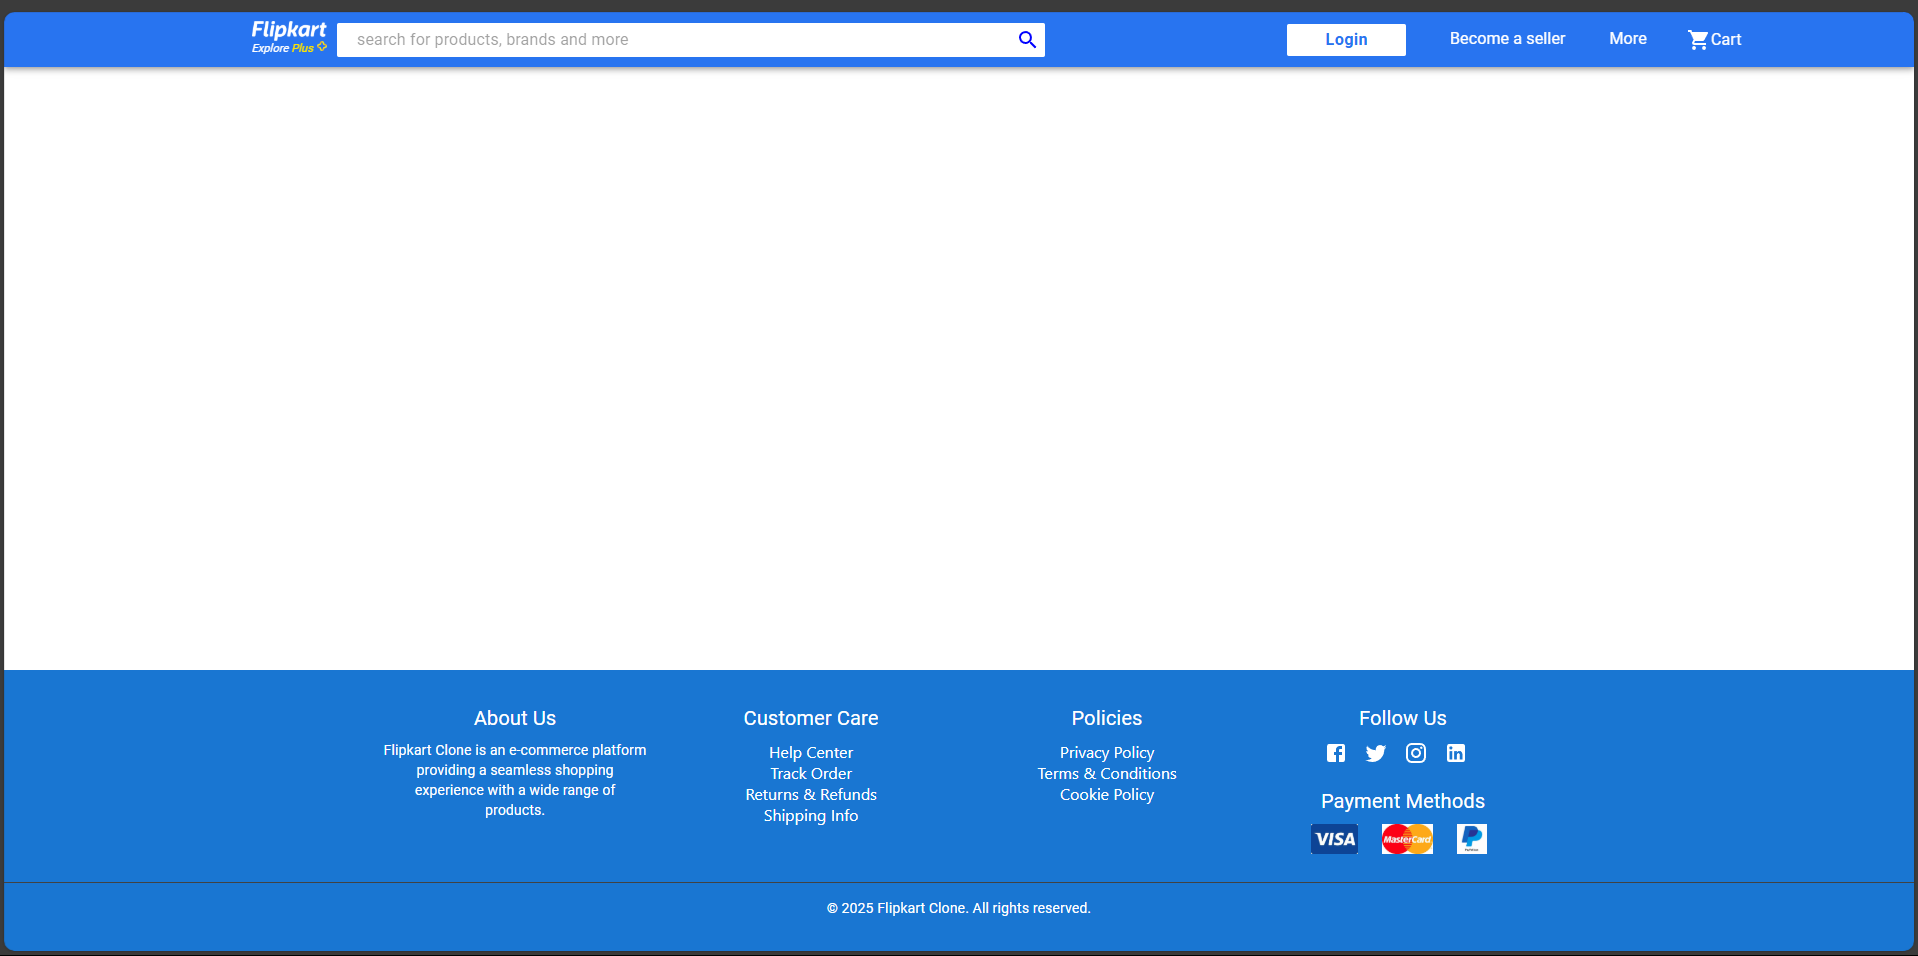 Flipkart
Explore Plus
search for products, brands and more
Login
Become a seller
More
Cart
About Us
Flipkart Clone is an e-commerce platform
providing a seamless shopping
experience with a wide range of
products.
Customer Care
Help Center
Track Order
Returns & Refunds
Shipping Info
Policies
Privacy Policy
Terms & Conditions
Cookie Policy
Follow Us
Payment Methods
VISA
MasterCard
PayPal
© 2025 Flipkart Clone. All rights reserved.